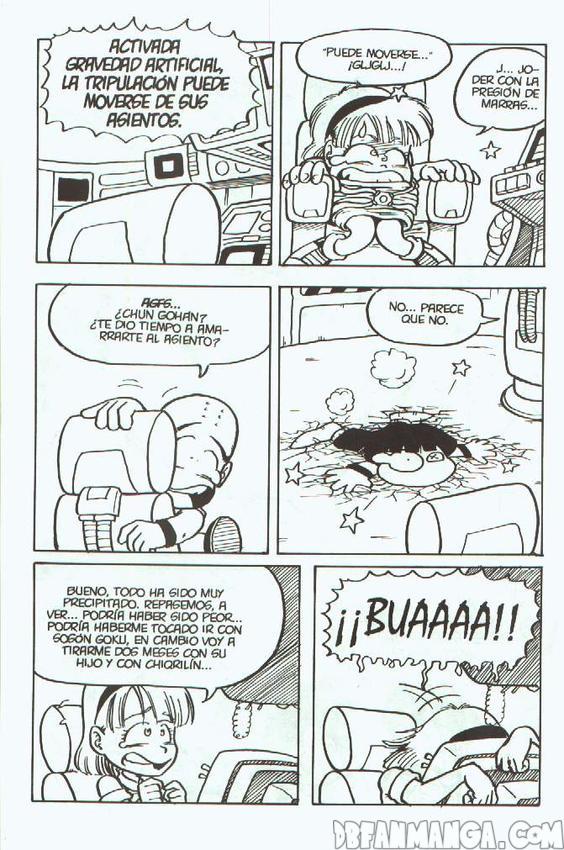 ACTIVADA
GRAVEDAD ARTIFICIAL,
LA TRIPULACIÓN PUEDE
MOVERSE DE SUS
ASIENTOS.
"PUEDE MOVERSE..."
¡GLJGLJ...!
J... JO-
DER CON LA
PRESIÓN DE
MARRAS...
AGFG...
¿CHUN GOHAN?
¿TE DIO TIEMPO A AMA-
RRARTE AL ASIENTO?
NO... PARECE
QUE NO.
BUENO, TODO HA SIDO MUY
PRECIPITADO. REPASEMOS, A
VER... PODRÍA HABER SIDO PEOR...
PODRÍA HABERME TOCADO IR CON
SOGÓN GOKU, EN CAMBIO VOY A
TIRARME DOS MESES CON SU
HIJO Y CON CHIQRILÍN...
¡¡BUAAAA!!
DBFANMANGA.COM